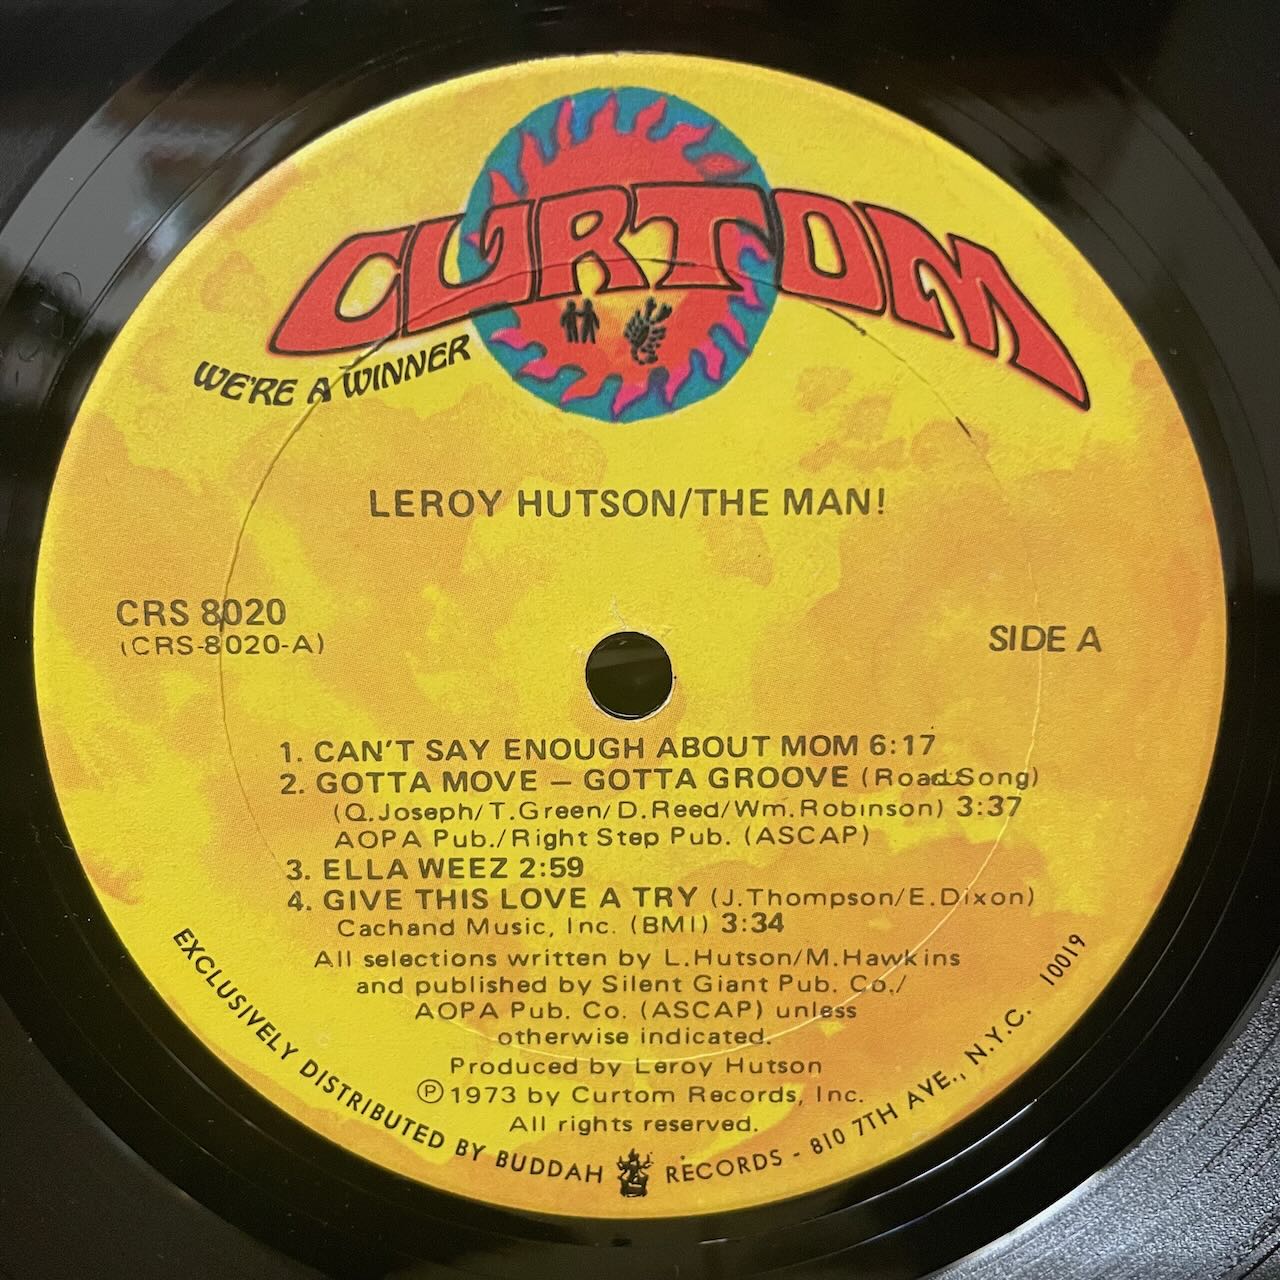 CURTOM
WE'RE A WINNER
LEROY HUTSON/THE MAN!
CRS 8020
(CRS-8020-A)
SIDE A
1. CAN'T SAY ENOUGH ABOUT MOM 6:17
2. GOTTA MOVE – GOTTA GROOVE (Road Song)
(Q.Joseph/T.Green/D.Reed/Wm.Robinson) 3:37
AOPA Pub./Right Step Pub. (ASCAP)
3. ELLA WEEZ 2:59
4. GIVE THIS LOVE A TRY (J.Thompson/E.Dixon)
Cachand Music, Inc. (BMI) 3:34
All selections written by L.Hutson/M.Hawkins
and published by Silent Giant Pub. Co./
AOPA Pub. Co. (ASCAP) unless
otherwise indicated.
Produced by Leroy Hutson
Ⓟ1973 by Curtom Records, Inc.
All rights reserved.
EXCLUSIVELY DISTRIBUTED BY BUDDAH RECORDS - 810 7TH AVE., N.Y.C. 10019